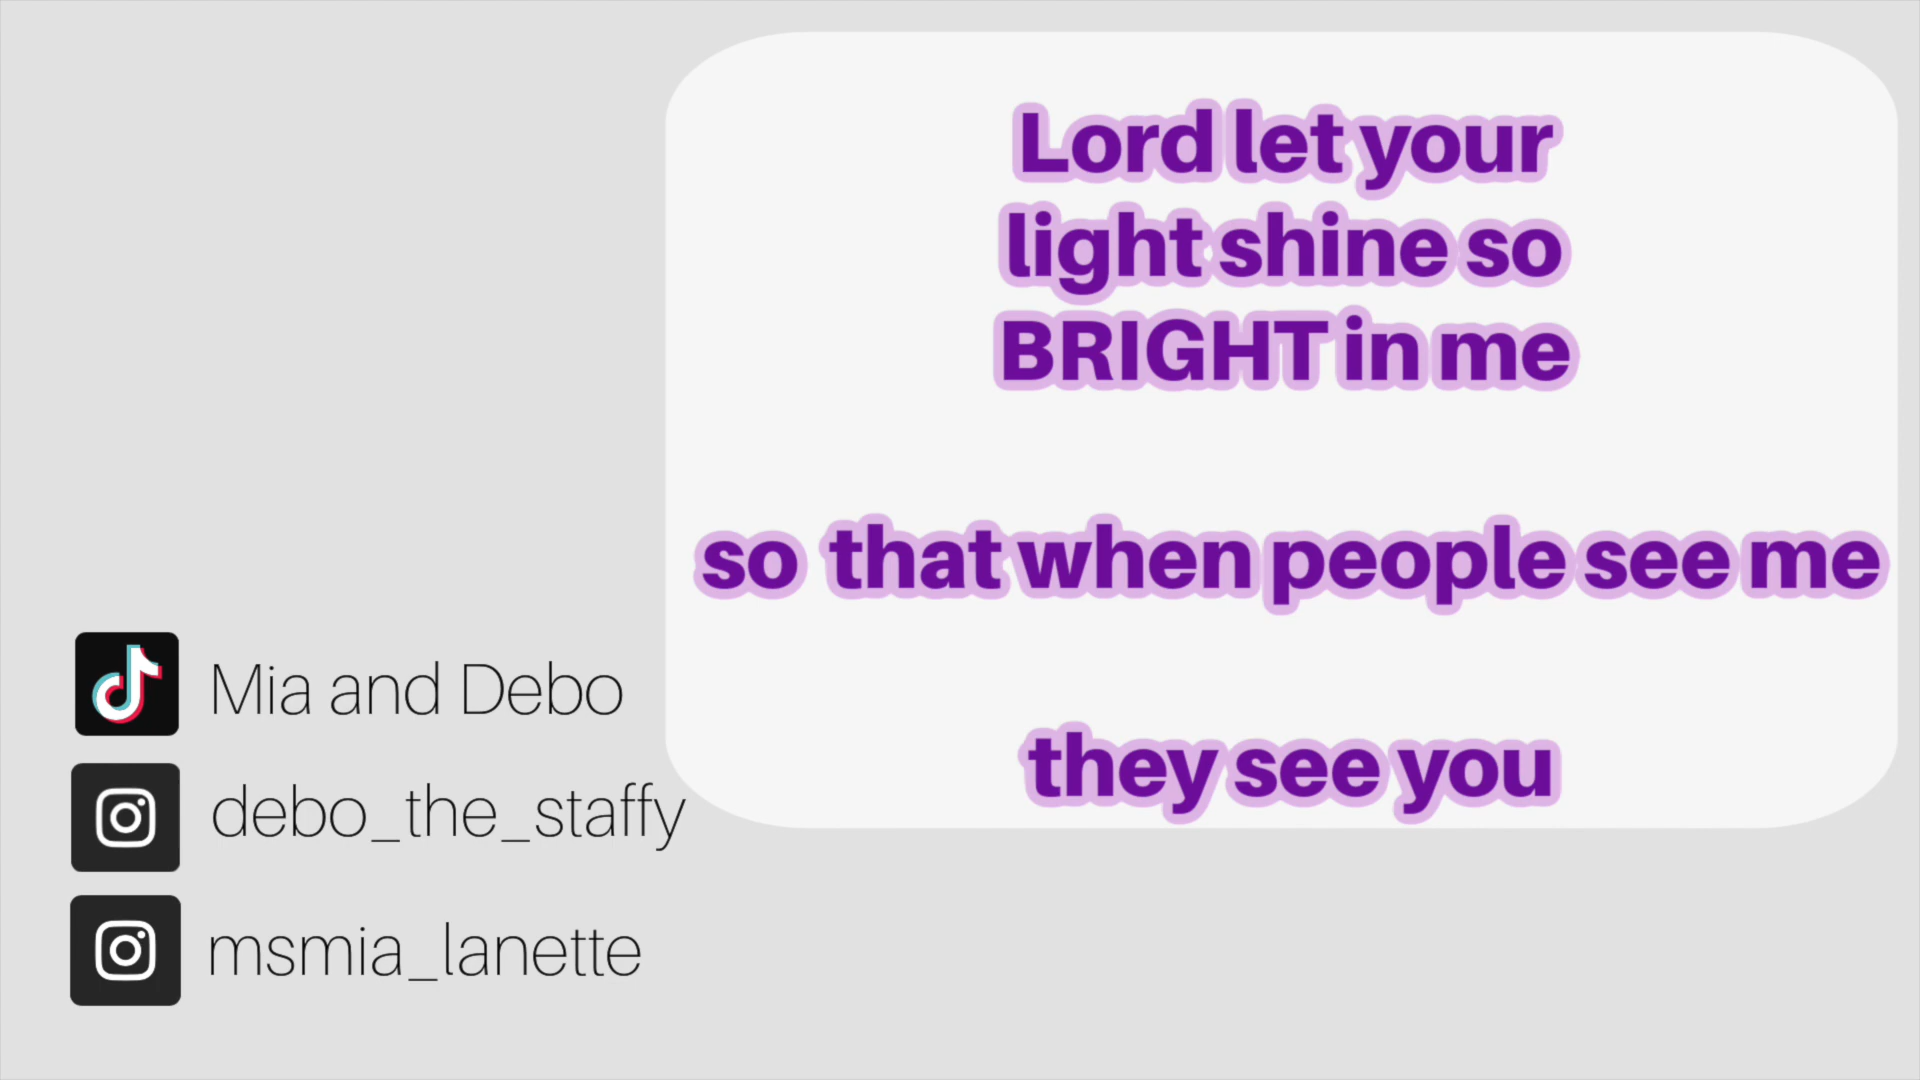 Lord let your
light shine so
BRIGHT in me
so that when people see me
they see you
Mia and Debo
debo_the_staffy
msmia_lanette